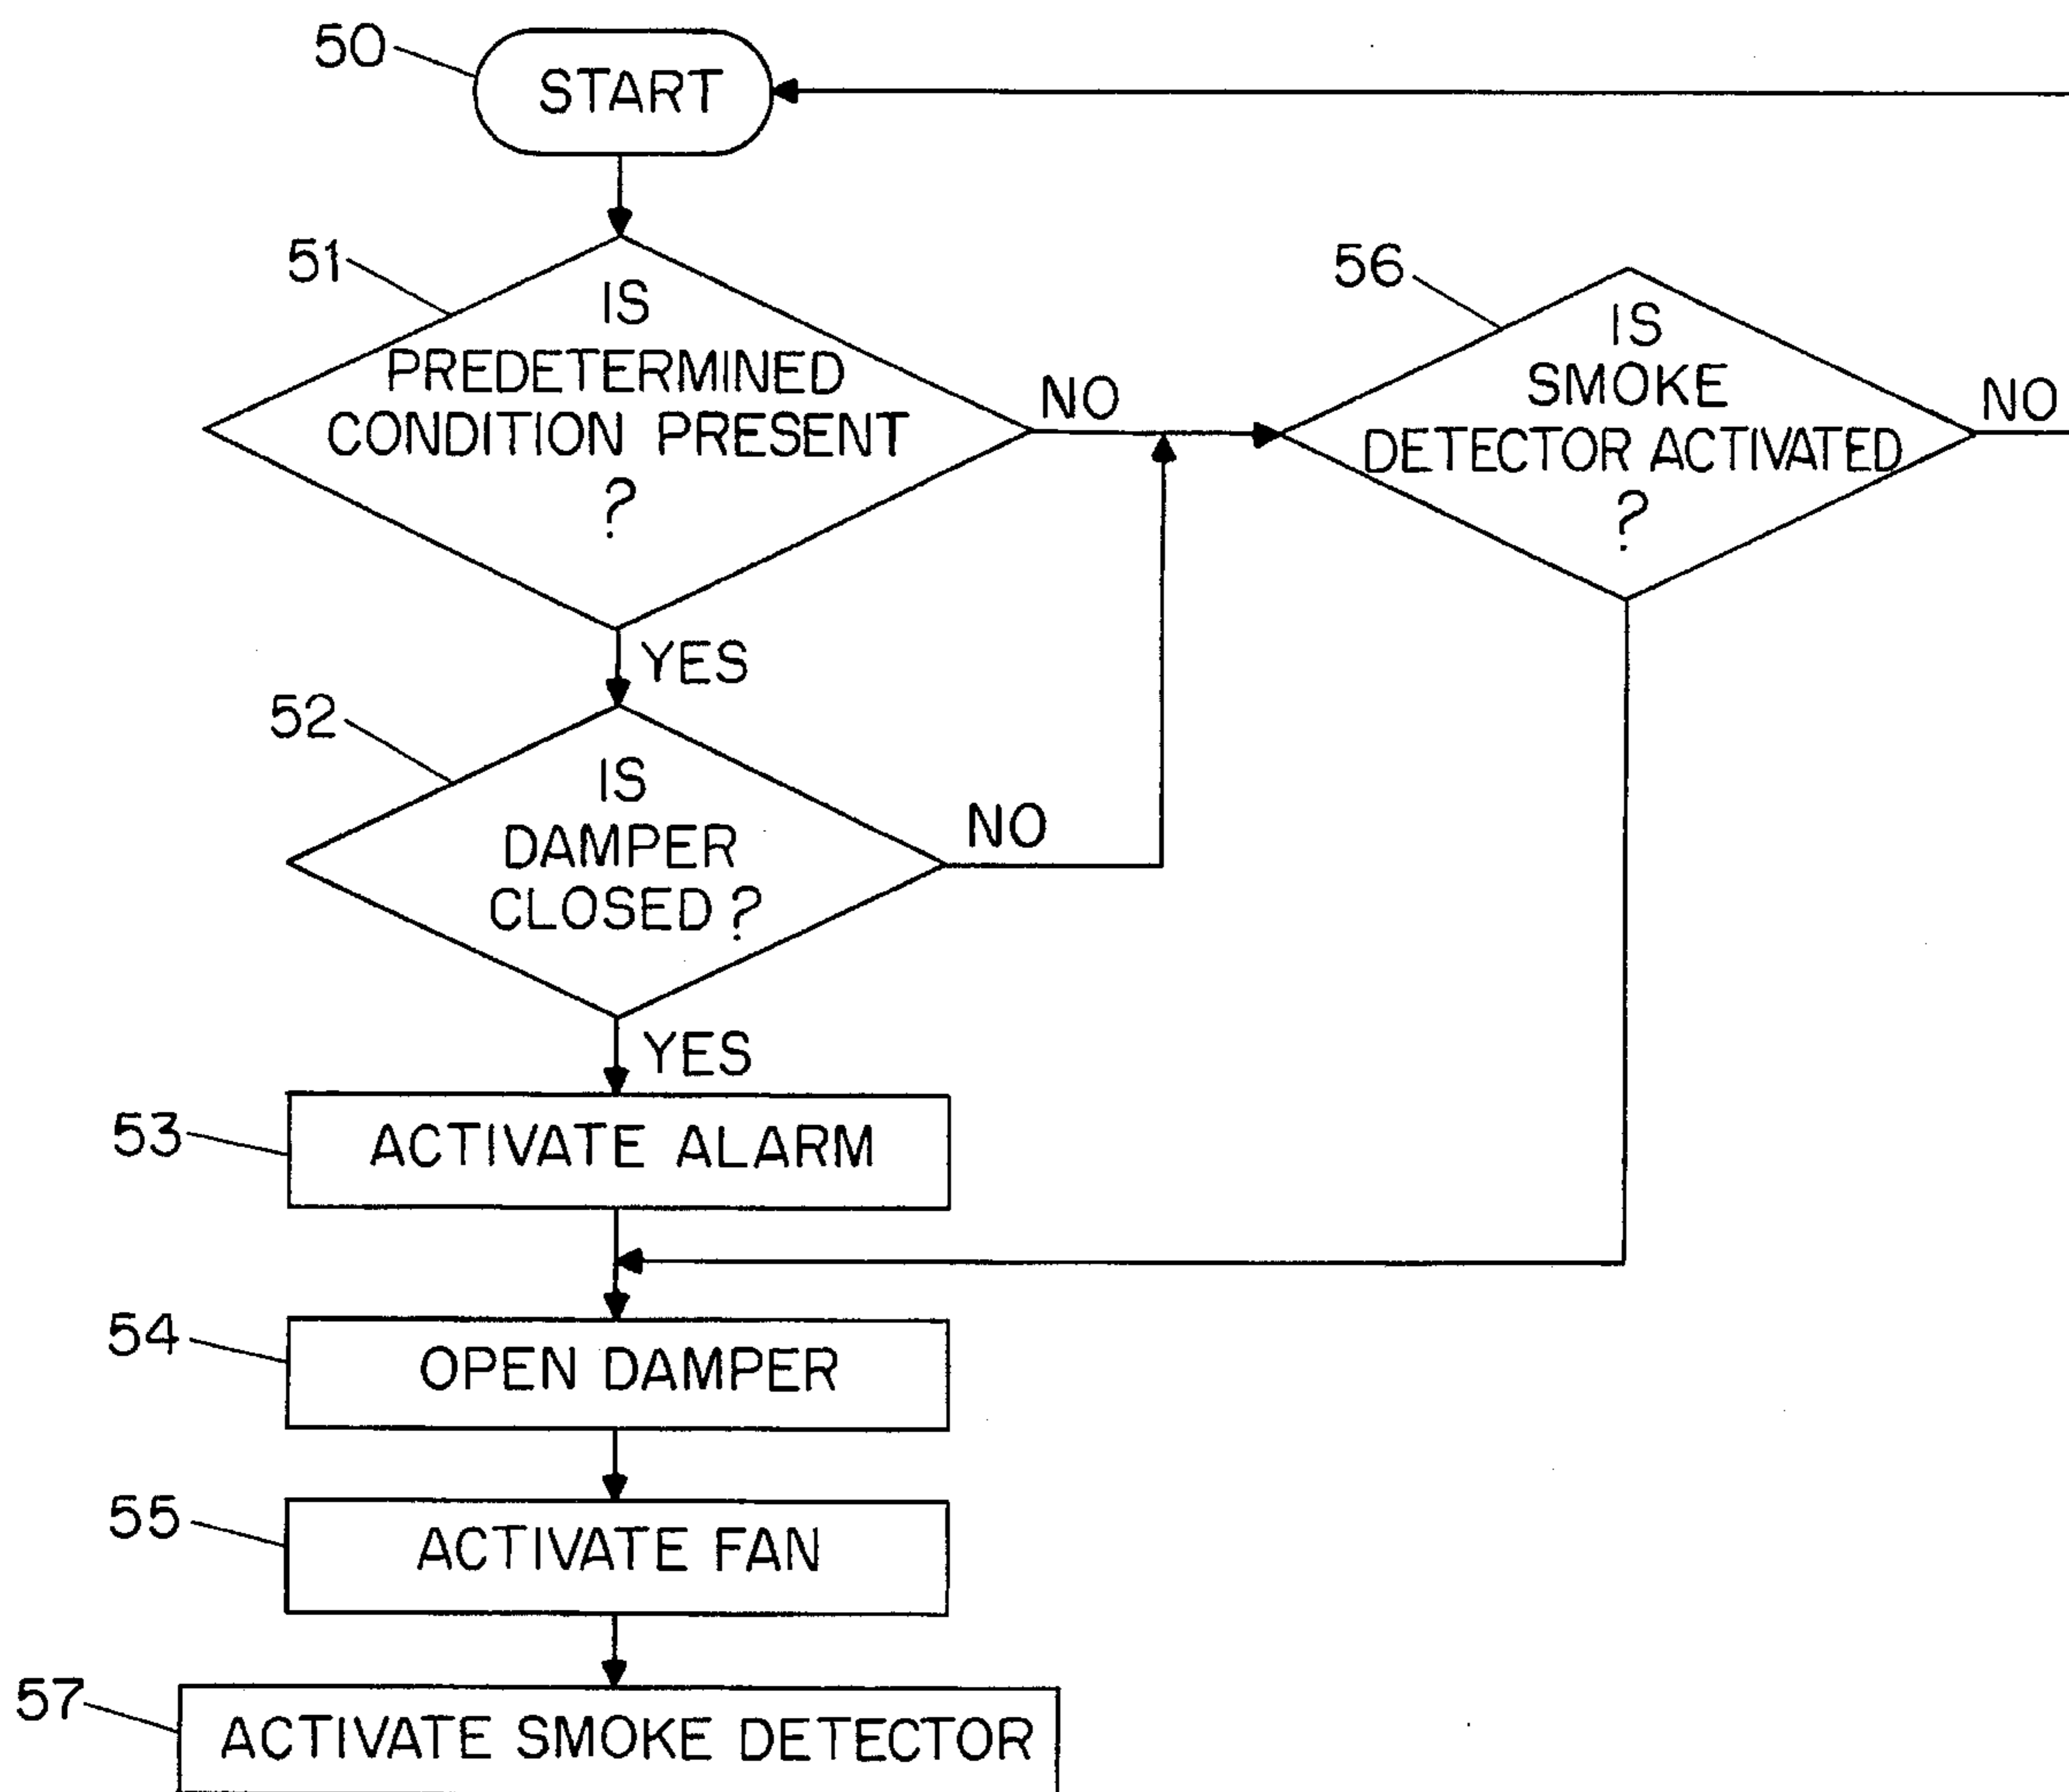 50
START
51
IS
PREDETERMINED
CONDITION PRESENT
?
NO
56
IS
SMOKE
DETECTOR ACTIVATED
?
NO
YES
52
IS
DAMPER
CLOSED ?
NO
YES
53
ACTIVATE ALARM
54
OPEN DAMPER
55
ACTIVATE FAN
57
ACTIVATE SMOKE DETECTOR